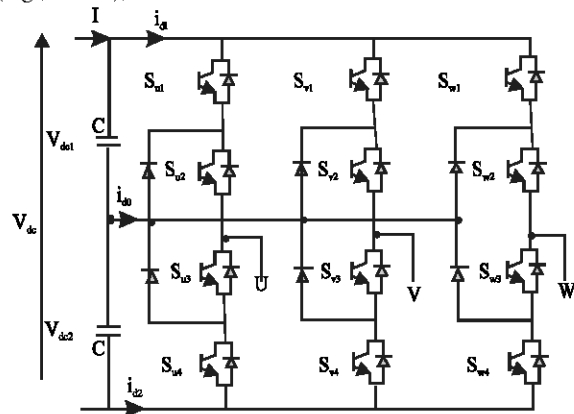 I i_d1
S_u1 S_v1 S_w1
V_dc1 C
S_u2 S_v2 S_w2
V_dc i_d0
S_u3 U S_v3 V S_w3 W
V_dc2 C
S_u4 S_v4 S_w4
i_d2